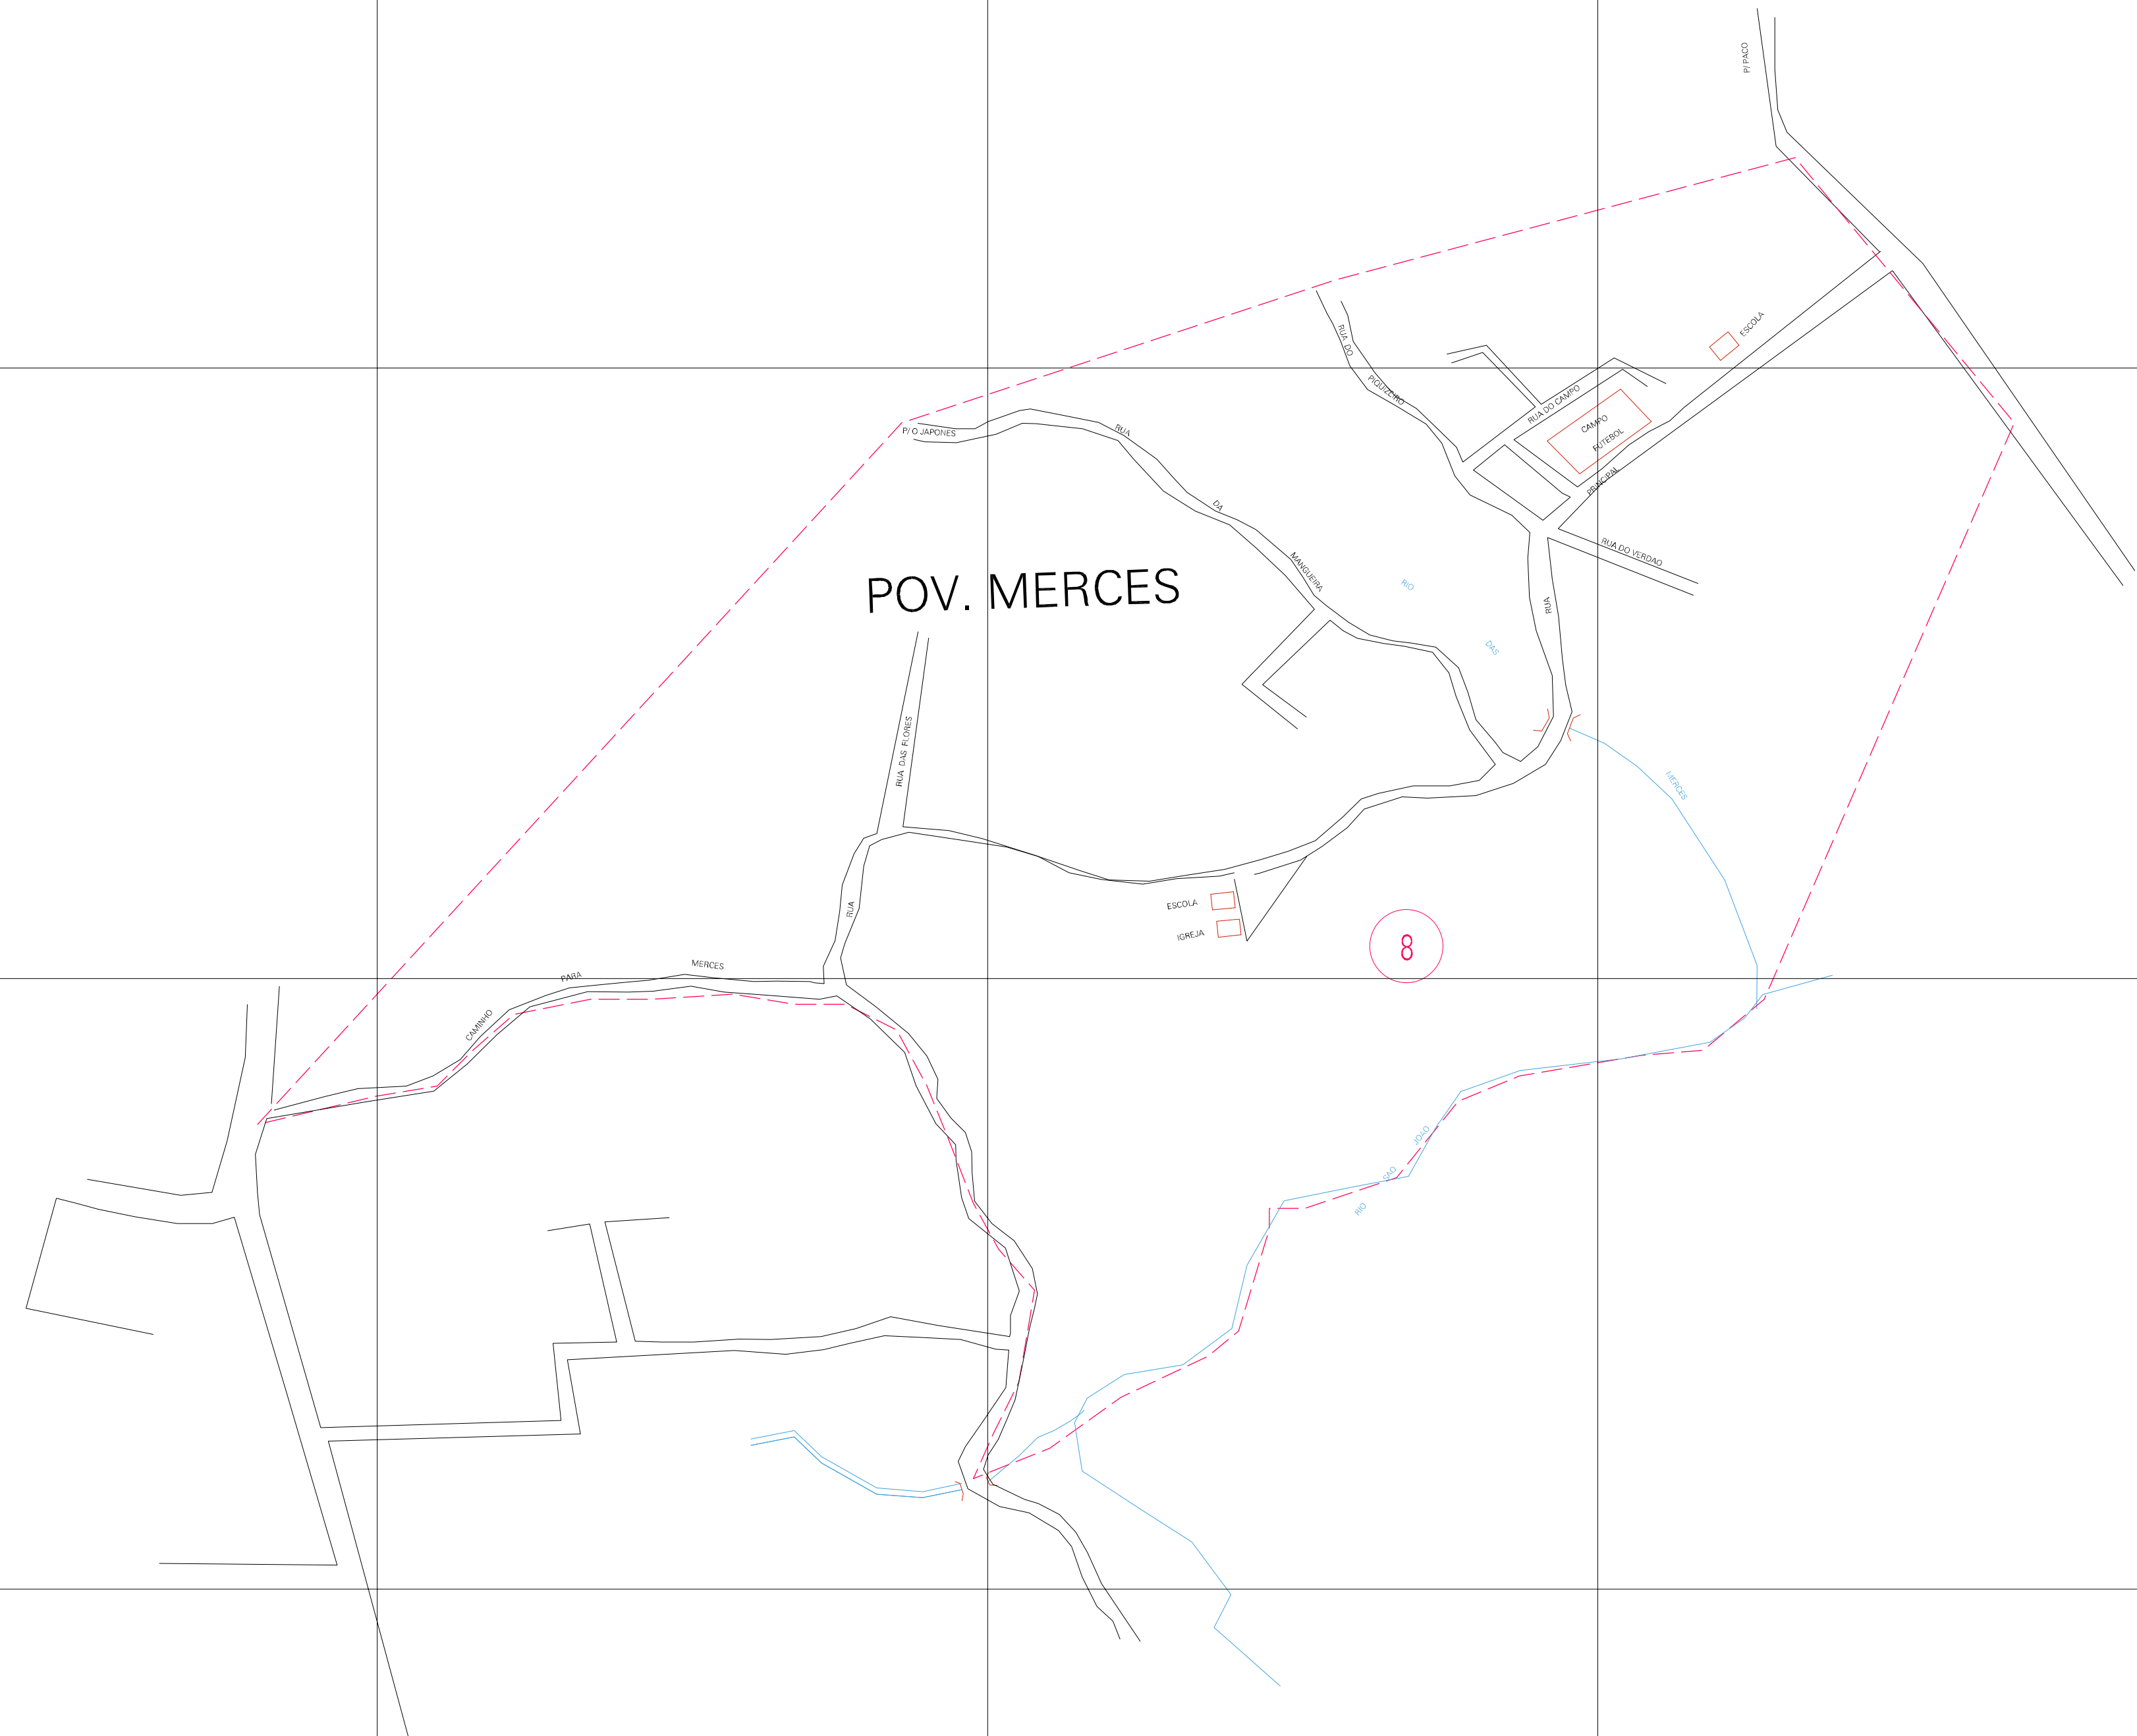 P/ PACO
ESCOLA
RUA DO
PIQUIZEIRO
RUA DO CAMPO
CAMPO
FUTEBOL
PRINCIPAL
RUA
RUA DO VERDAO
P/ O JAPONES
RUA
DA
MANGUEIRA
RIO
DAS
MERCES
POV. MERCES
RUA DAS FLORES
RUA
ESCOLA
IGREJA
8
CAMINHO
PARA
MERCES
RIO
SAO
JOAO